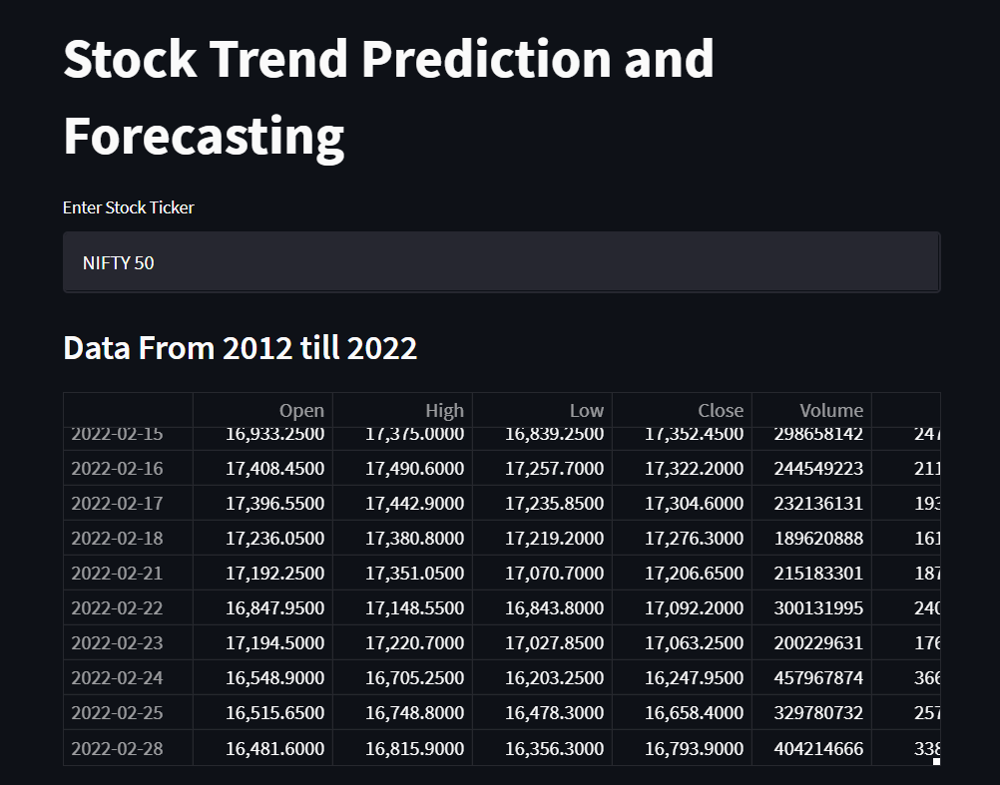 Stock Trend Prediction and
Forecasting
Enter Stock Ticker
NIFTY 50
Data From 2012 till 2022
Open High Low Close Volume
2022-02-15 16,933.2500 17,375.0000 16,839.2500 17,352.4500 298658142 247
2022-02-16 17,408.4500 17,490.6000 17,257.7000 17,322.2000 244549223 211
2022-02-17 17,396.5500 17,442.9000 17,235.8500 17,304.6000 232136131 193
2022-02-18 17,236.0500 17,380.8000 17,219.2000 17,276.3000 189620888 161
2022-02-21 17,192.2500 17,351.0500 17,070.7000 17,206.6500 215183301 187
2022-02-22 16,847.9500 17,148.5500 16,843.8000 17,092.2000 300131995 240
2022-02-23 17,194.5000 17,220.7000 17,027.8500 17,063.2500 200229631 176
2022-02-24 16,548.9000 16,705.2500 16,203.2500 16,247.9500 457967874 366
2022-02-25 16,515.6500 16,748.8000 16,478.3000 16,658.4000 329780732 257
2022-02-28 16,481.6000 16,815.9000 16,356.3000 16,793.9000 404214666 338